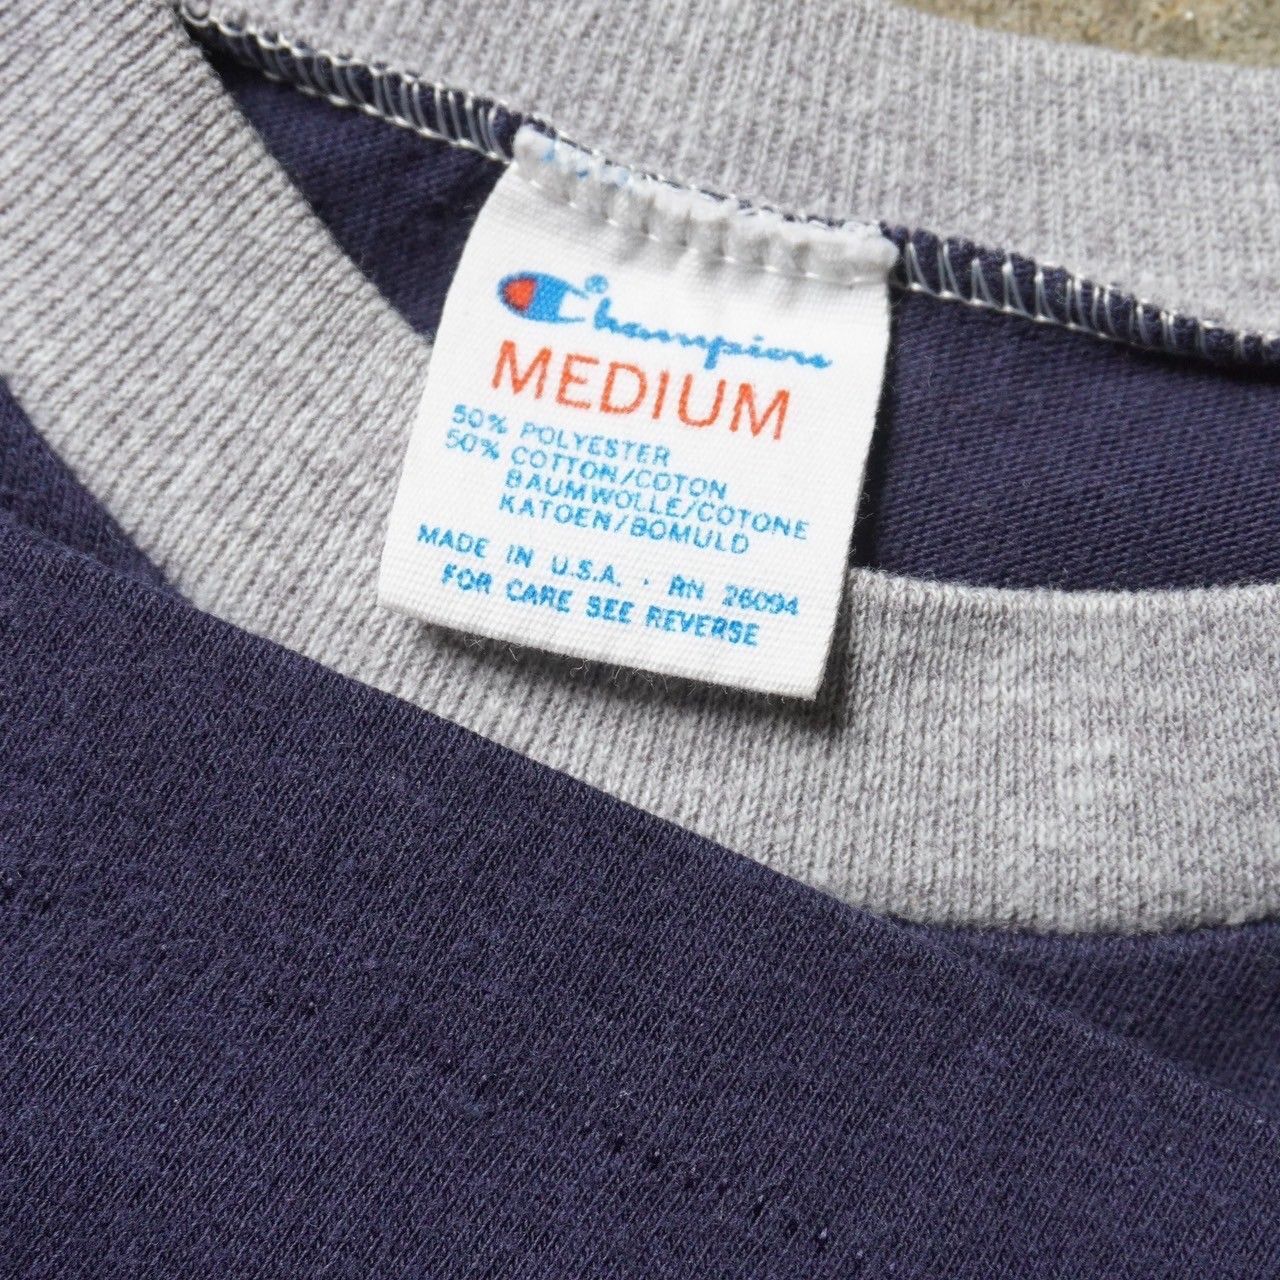 Champion®
MEDIUM
50% POLYESTER
50% COTTON/COTON
BAUMWOLLE/COTONE
KATOEN/BOMULD
MADE IN U.S.A. · RN 26094
FOR CARE SEE REVERSE